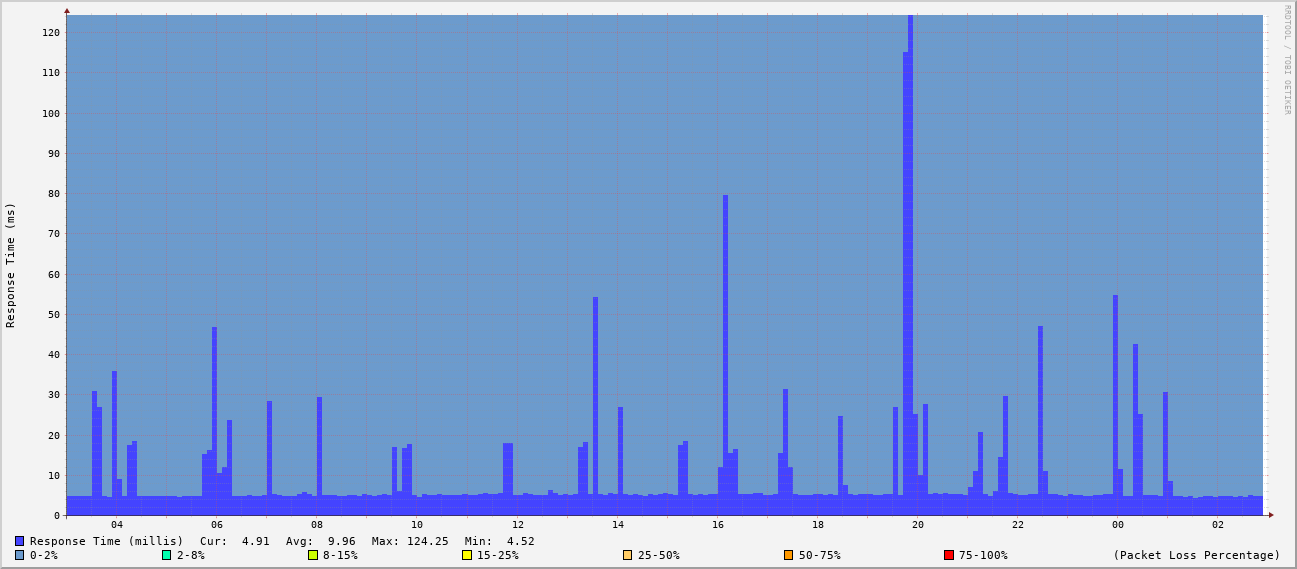 RRDTOOL / TOBI OETIKER
Response Time (ms)
120
110
100
90
80
70
60
50
40
30
20
10
0
04 06 08 10 12 14 16 18 20 22 00 02
Response Time (millis) Cur: 4.91 Avg: 9.96 Max: 124.25 Min: 4.52
0-2% 2-8% 8-15% 15-25% 25-50% 50-75% 75-100% (Packet Loss Percentage)